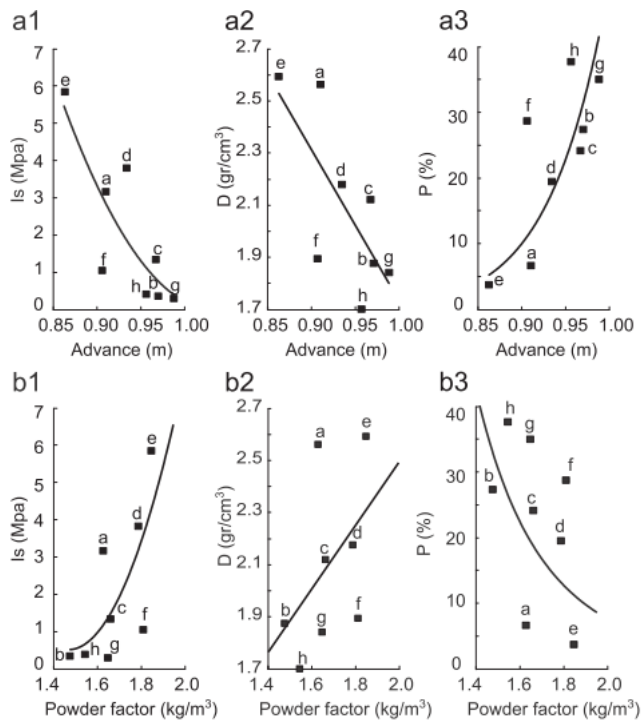 a1 a2 a3
7 2.7 40
6 2.5 30
5 2.3 20
4 2.1 10
3 1.9 5
2 1.7 0
1
0
Is (Mpa) D (gr/cm³) P (%)
e a d f c h b g
e a d c f b g h
h g f b c d a e
0.85 0.90 0.95 1.00 0.85 0.90 0.95 1.00 0.85 0.90 0.95 1.00
Advance (m) Advance (m) Advance (m)
b1 b2 b3
7 2.7 40
6 2.5 30
5 2.3 20
4 2.1 10
3 1.9 0
2 1.7
1
0
Is (Mpa) D (gr/cm³) P (%)
e d a c f b h g
a e c d b g f h
h g b f c d a e
1.4 1.6 1.8 2.0 1.4 1.6 1.8 2.0 1.4 1.6 1.8 2.0
Powder factor (kg/m³) Powder factor (kg/m³) Powder factor (kg/m³)